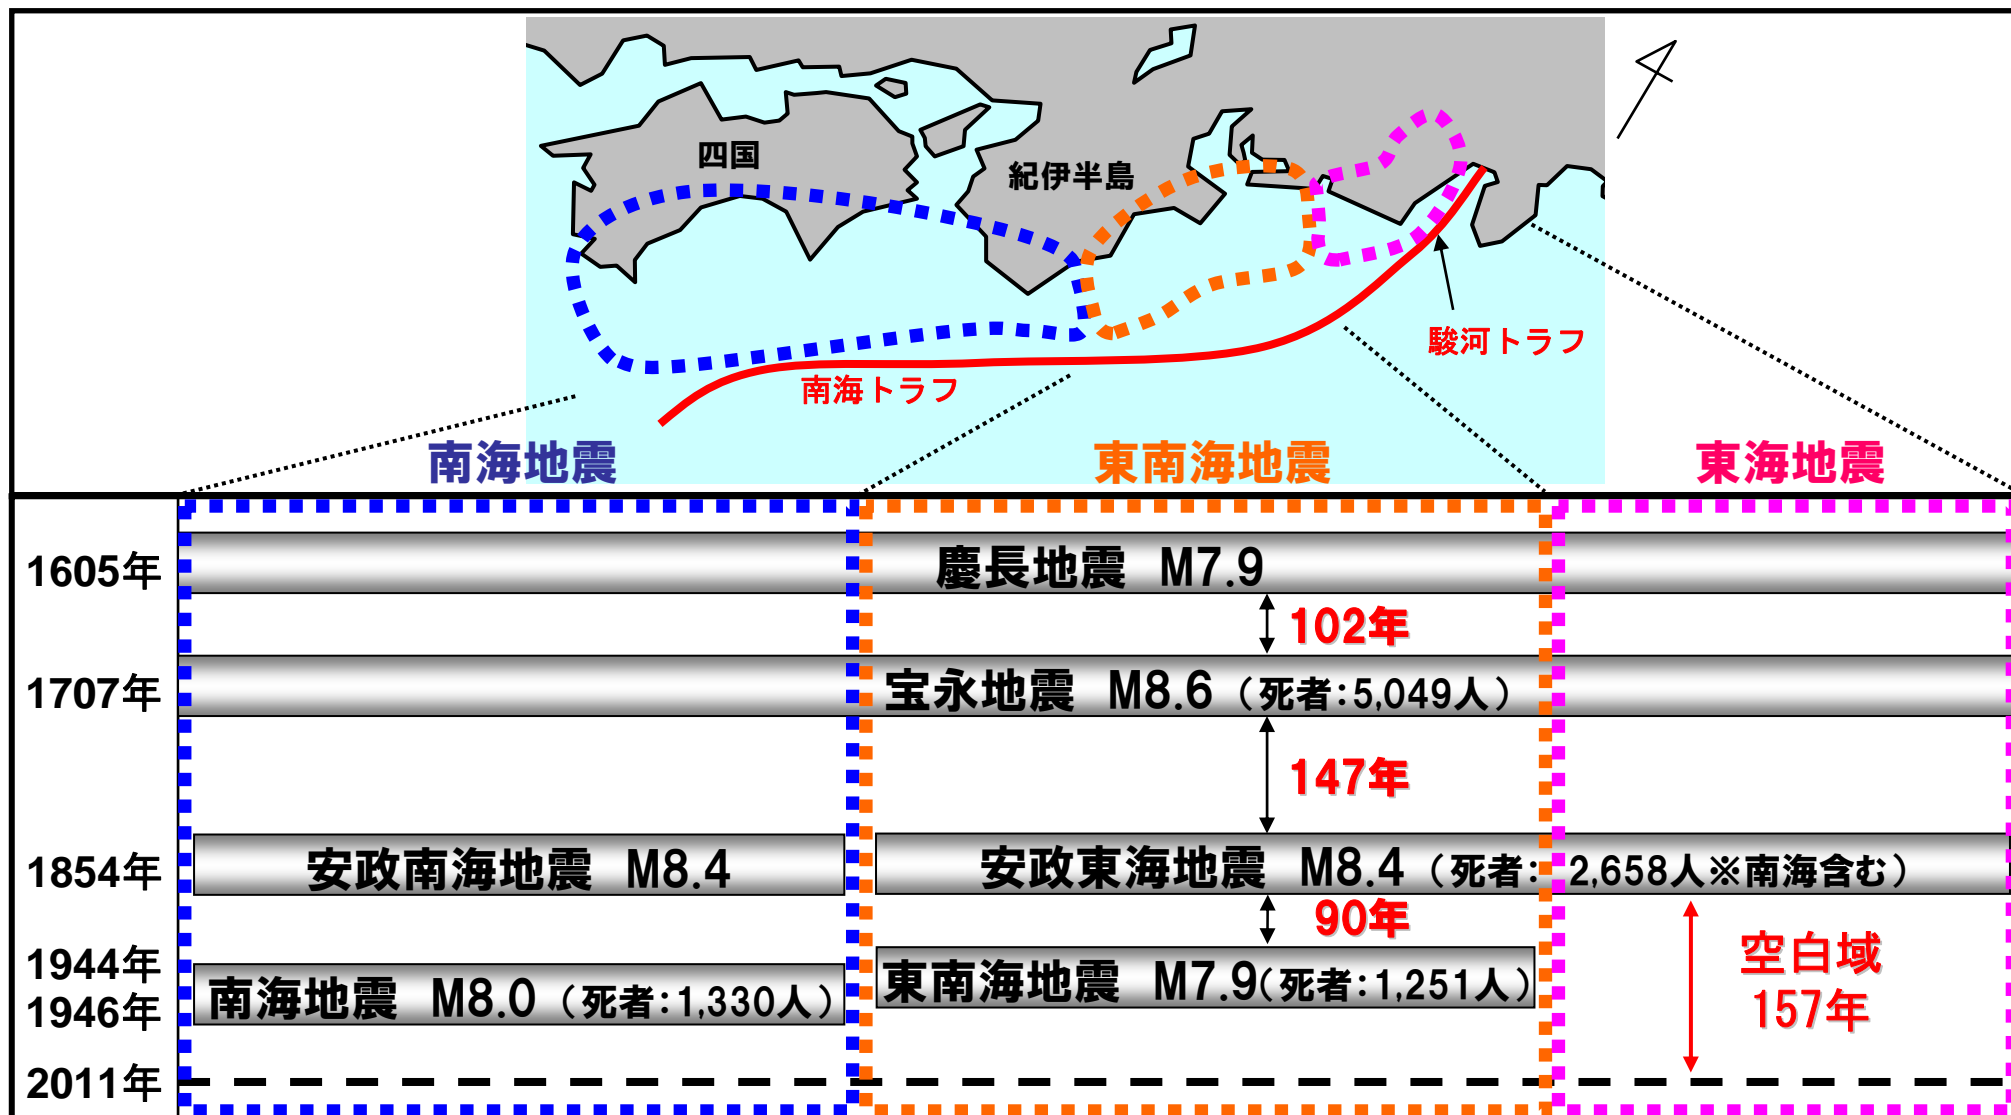 四国
紀伊半島
駿河トラフ
南海トラフ
南海地震
東南海地震
東海地震
1605年
慶長地震 M7.9
102年
1707年
宝永地震 M8.6（死者：5,049人）
147年
1854年
安政南海地震 M8.4
安政東海地震 M8.4（死者： 2,658人※南海含む）
90年
1944年
東南海地震 M7.9（死者：1,251人）
1946年
南海地震 M8.0（死者：1,330人）
空白域
157年
2011年